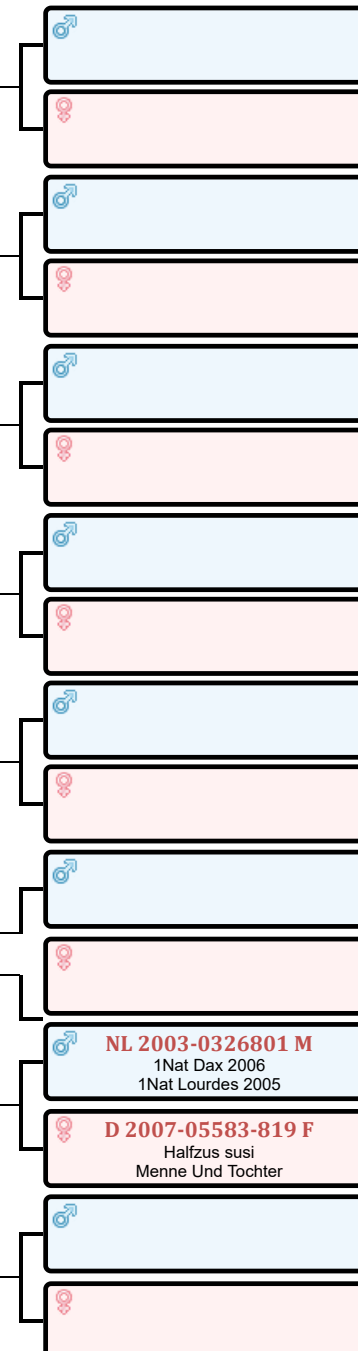 NL 2003-0326801 M
1Nat Dax 2006
1Nat Lourdes 2005
D 2007-05583-819 F
Halfzus susi
Menne Und Tochter